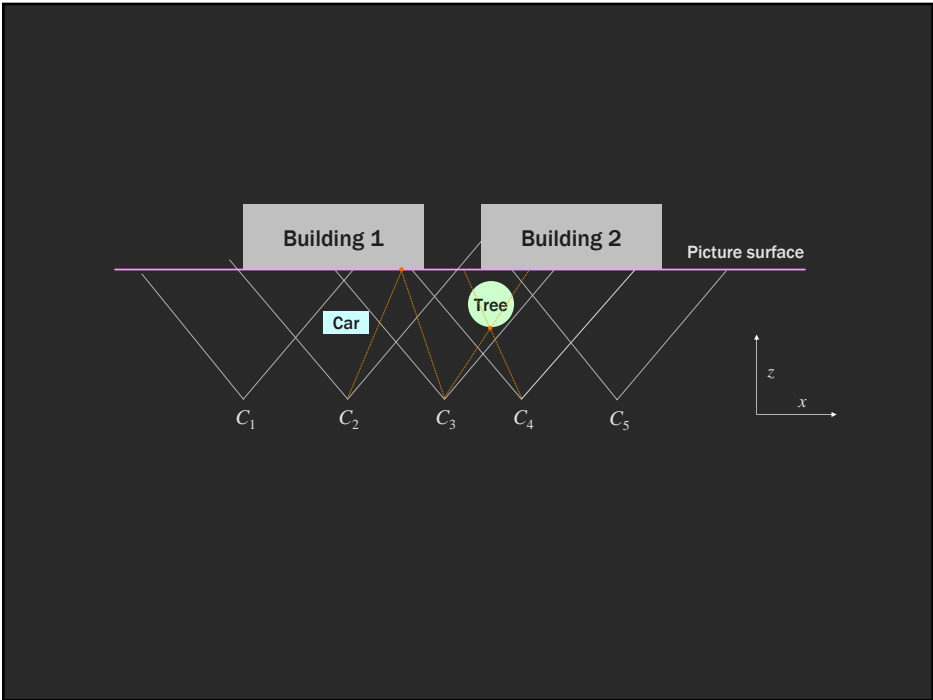 Building 1
Building 2
Picture surface
Tree
Car
z
x
C1
C2
C3
C4
C5